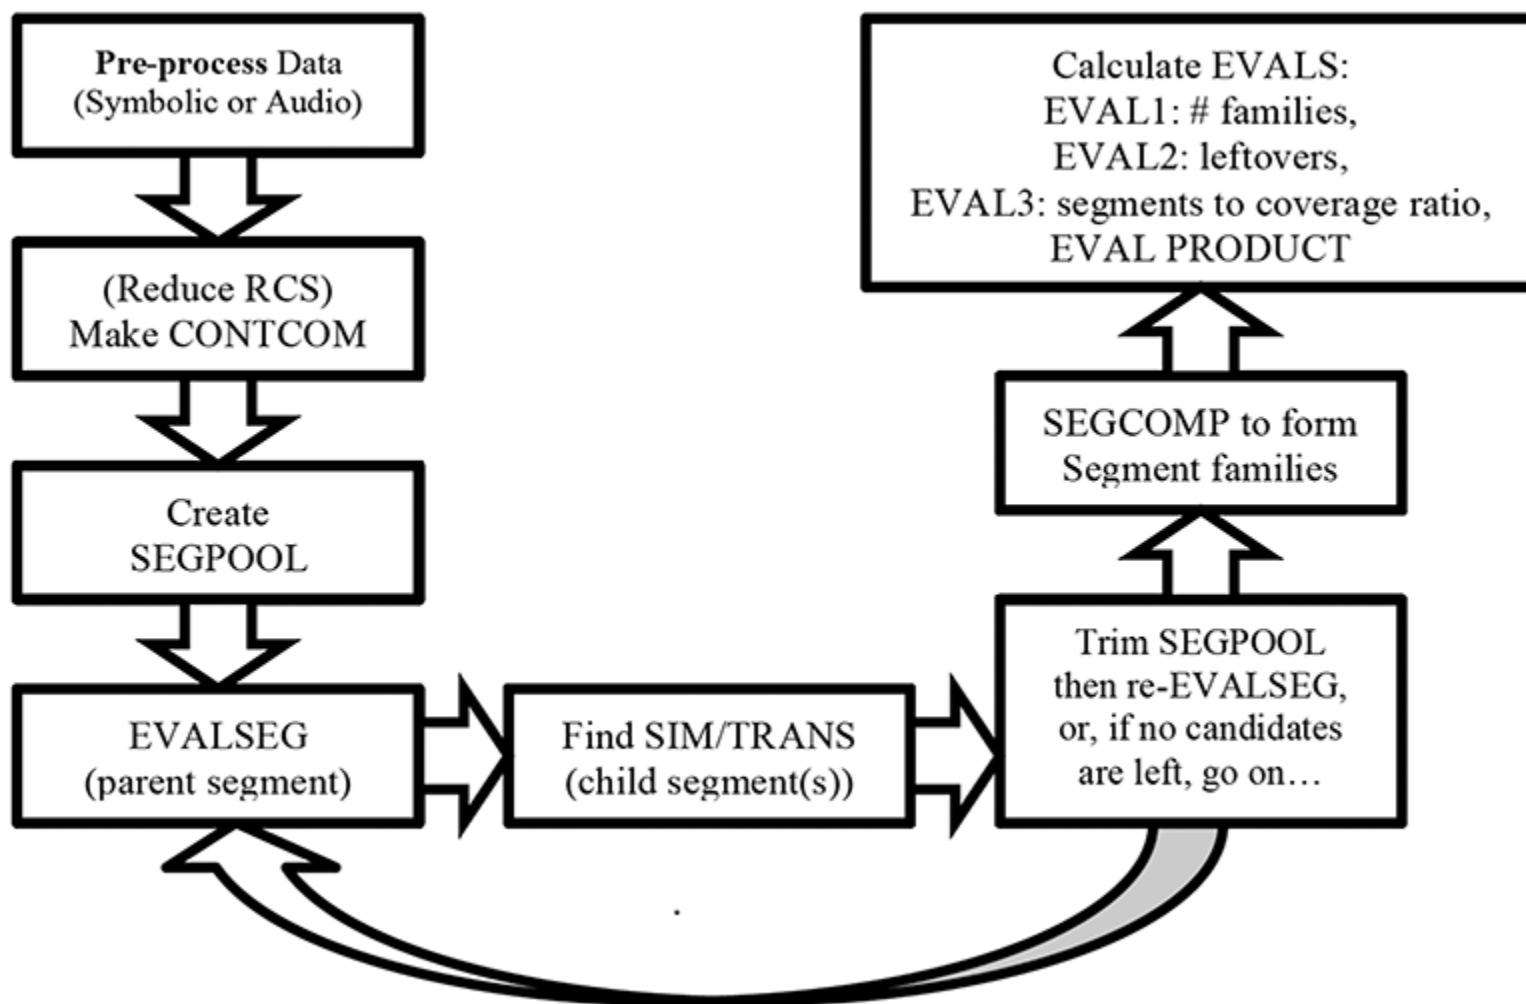 Pre-process Data
(Symbolic or Audio)
(Reduce RCS)
Make CONTCOM
Create
SEGPOOL
EVALSEG
(parent segment)
Find SIM/TRANS
(child segment(s))
Trim SEGPOOL
then re-EVALSEG,
or, if no candidates
are left, go on…
SEGCOMP to form
Segment families
Calculate EVALS:
EVAL1: # families,
EVAL2: leftovers,
EVAL3: segments to coverage ratio,
EVAL PRODUCT